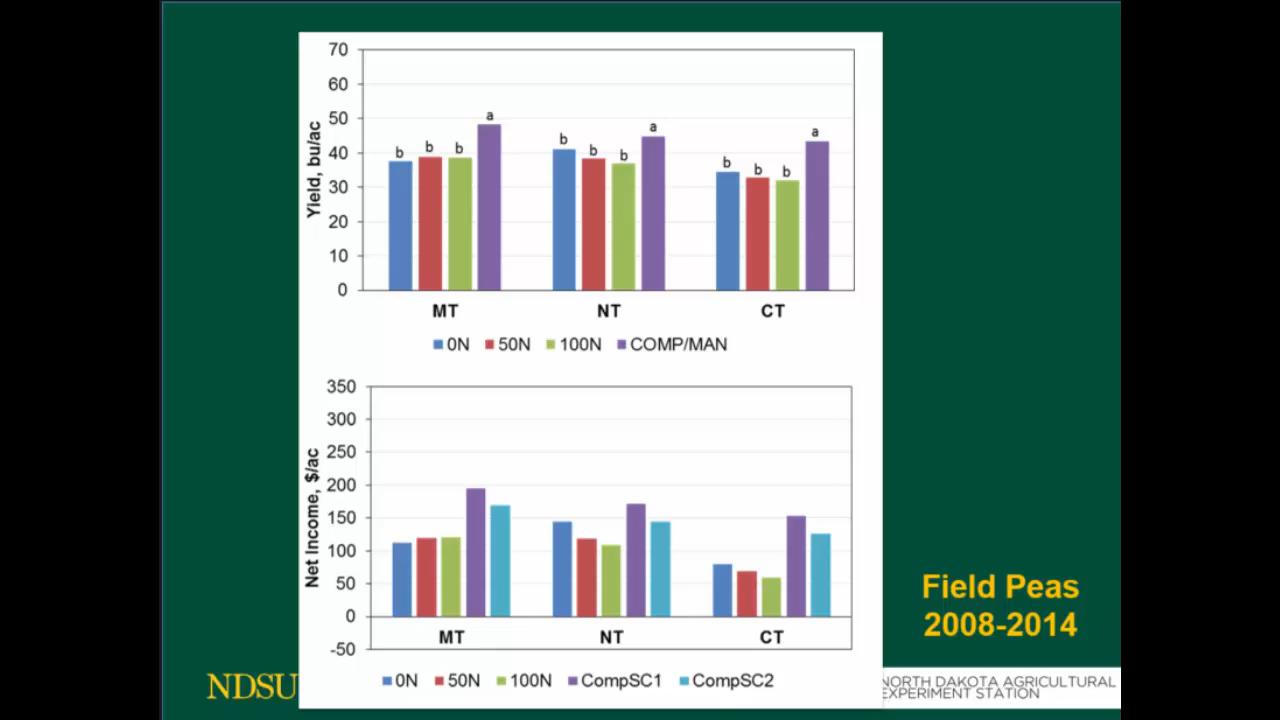 70
60
50
40
30
20
10
0
Yield, bu/ac
b b b a
b b b a
b b b a
MT NT CT
0N 50N 100N COMP/MAN
350
300
250
200
150
100
50
0
-50
Net Income, $/ac
MT NT CT
0N 50N 100N CompSC1 CompSC2
Field Peas
2008-2014
NDSU
NORTH DAKOTA AGRICULTURAL
EXPERIMENT STATION